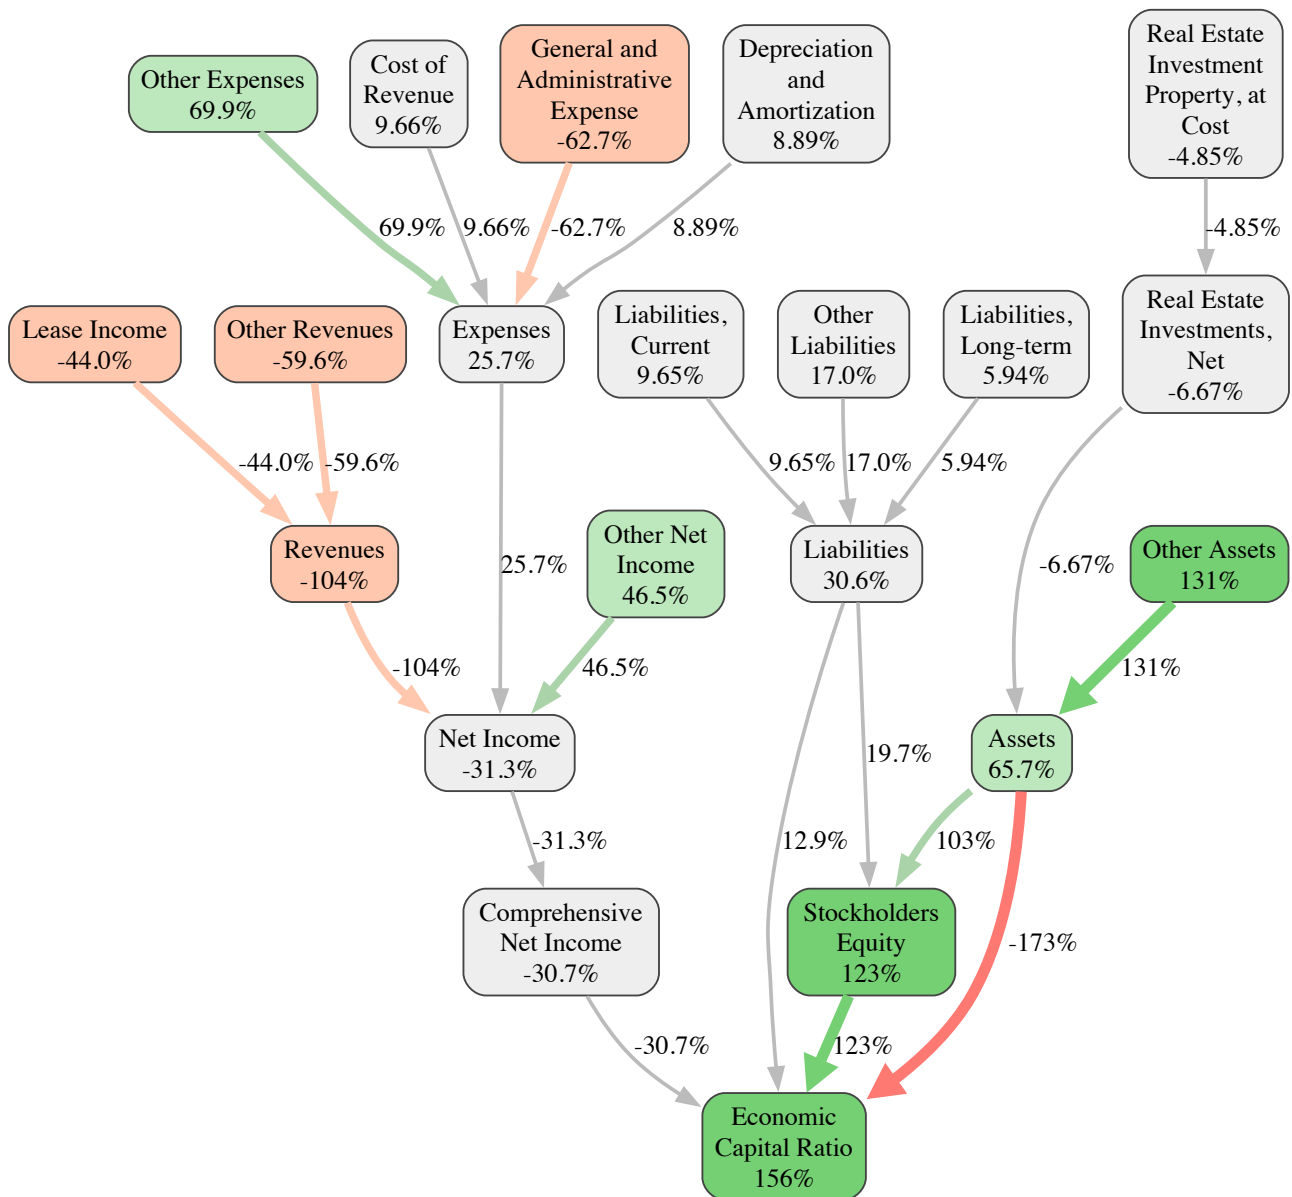 Other Expenses
69.9%
Cost of
Revenue
9.66%
General and
Administrative
Expense
-62.7%
Depreciation
and
Amortization
8.89%
Real Estate
Investment
Property, at
Cost
-4.85%
69.9%
9.66%
-62.7%
8.89%
-4.85%
Lease Income
-44.0%
Other Revenues
-59.6%
Expenses
25.7%
Liabilities,
Current
9.65%
Other
Liabilities
17.0%
Liabilities,
Long-term
5.94%
Real Estate
Investments,
Net
-6.67%
-44.0%
-59.6%
9.65%
17.0%
5.94%
Revenues
-104%
25.7%
Other Net
Income
46.5%
Liabilities
30.6%
-6.67%
Other Assets
131%
-104%
46.5%
131%
Net Income
-31.3%
19.7%
Assets
65.7%
-31.3%
12.9%
103%
Comprehensive
Net Income
-30.7%
Stockholders
Equity
123%
-173%
-30.7%
123%
Economic
Capital Ratio
156%